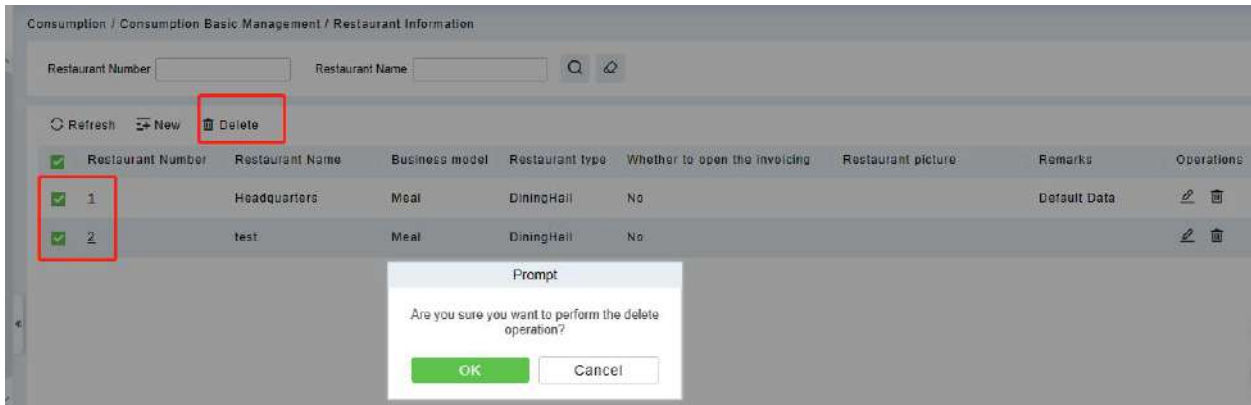 Consumption / Consumption Basic Management / Restaurant Information
Restaurant Number Restaurant Name
Refresh New Delete
Restaurant Number Restaurant Name Business model Restaurant type Whether to open the invoicing Restaurant picture Remarks Operations
1 Headquarters Meal DiningHall No Default Data
2 test Meal DiningHall No
Prompt
Are you sure you want to perform the delete
operation?
OK Cancel